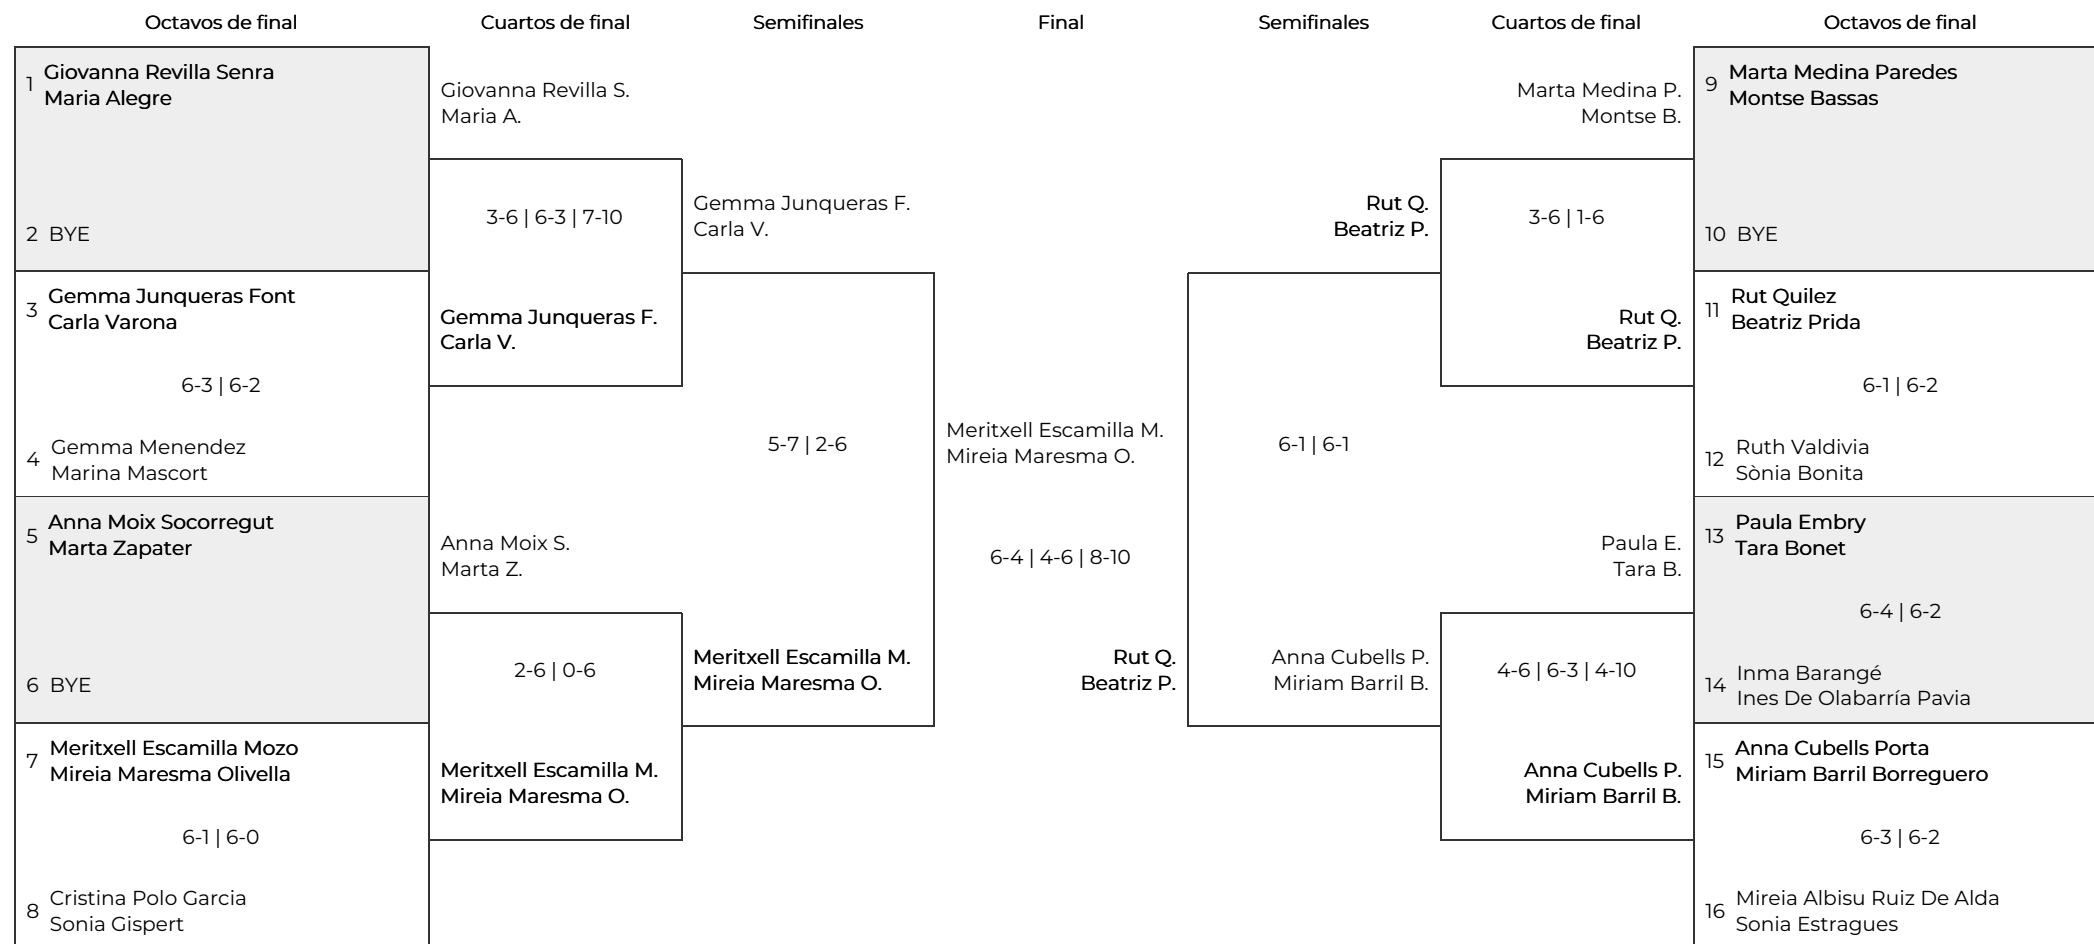 Octavos de final
Cuartos de final
Semifinales
Final
Semifinales
Cuartos de final
Octavos de final
1 Giovanna Revilla Senra
Maria Alegre
2 BYE
3 Gemma Junqueras Font
Carla Varona
6-3 | 6-2
4 Gemma Menendez
Marina Mascort
5 Anna Moix Socorregut
Marta Zapater
6 BYE
7 Meritxell Escamilla Mozo
Mireia Maresma Olivella
6-1 | 6-0
8 Cristina Polo Garcia
Sonia Gispert
Giovanna Revilla S.
Maria A.
3-6 | 6-3 | 7-10
Gemma Junqueras F.
Carla V.
Anna Moix S.
Marta Z.
2-6 | 0-6
Meritxell Escamilla M.
Mireia Maresma O.
Gemma Junqueras F.
Carla V.
5-7 | 2-6
Meritxell Escamilla M.
Mireia Maresma O.
Meritxell Escamilla M.
Mireia Maresma O.
6-4 | 4-6 | 8-10
Rut Q.
Beatriz P.
Rut Q.
Beatriz P.
6-1 | 6-1
Anna Cubells P.
Miriam Barril B.
Marta Medina P.
Montse B.
3-6 | 1-6
Rut Q.
Beatriz P.
Paula E.
Tara B.
4-6 | 6-3 | 4-10
Anna Cubells P.
Miriam Barril B.
9 Marta Medina Paredes
Montse Bassas
10 BYE
11 Rut Quilez
Beatriz Prida
6-1 | 6-2
12 Ruth Valdivia
Sònia Bonita
13 Paula Embry
Tara Bonet
6-4 | 6-2
14 Inma Barangé
Ines De Olabarría Pavia
15 Anna Cubells Porta
Miriam Barril Borreguero
6-3 | 6-2
16 Mireia Albisu Ruiz De Alda
Sonia Estragues